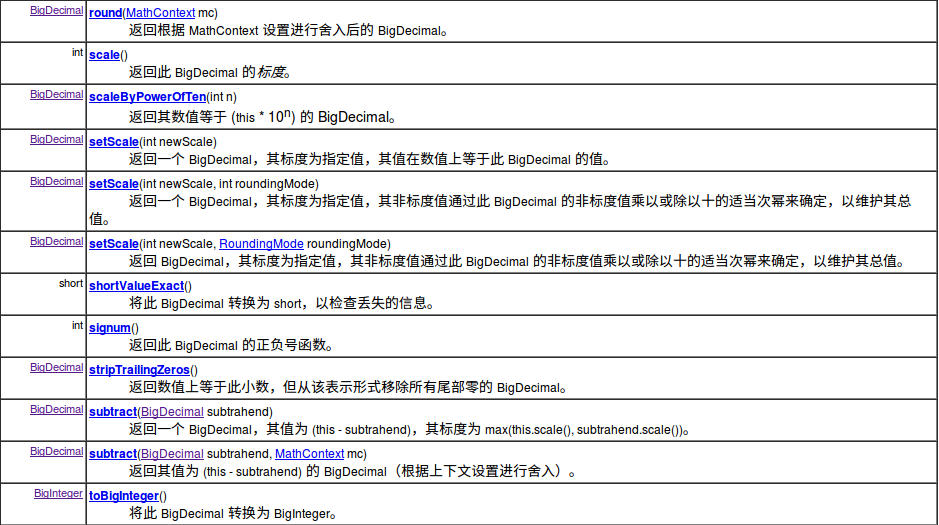 BigDecimal round(MathContext mc)
返回根据 MathContext 设置进行舍入后的 BigDecimal。
int scale()
返回此 BigDecimal 的标度。
BigDecimal scaleByPowerOfTen(int n)
返回其数值等于 (this * 10ⁿ) 的 BigDecimal。
BigDecimal setScale(int newScale)
返回一个 BigDecimal，其标度为指定值，其值在数值上等于此 BigDecimal 的值。
BigDecimal setScale(int newScale, int roundingMode)
返回一个 BigDecimal，其标度为指定值，其非标度值通过此 BigDecimal 的非标度值乘以或除以十的适当次幂来确定，以维护其总
值。
BigDecimal setScale(int newScale, RoundingMode roundingMode)
返回 BigDecimal，其标度为指定值，其非标度值通过此 BigDecimal 的非标度值乘以或除以十的适当次幂来确定，以维护其总值。
short shortValueExact()
将此 BigDecimal 转换为 short，以检查丢失的信息。
int signum()
返回此 BigDecimal 的正负号函数。
BigDecimal stripTrailingZeros()
返回数值上等于此小数，但从该表示形式移除所有尾部零的 BigDecimal。
BigDecimal subtract(BigDecimal subtrahend)
返回一个 BigDecimal，其值为 (this - subtrahend)，其标度为 max(this.scale(), subtrahend.scale())。
BigDecimal subtract(BigDecimal subtrahend, MathContext mc)
返回其值为 (this - subtrahend) 的 BigDecimal（根据上下文设置进行舍入）。
BigInteger toBigInteger()
将此 BigDecimal 转换为 BigInteger。